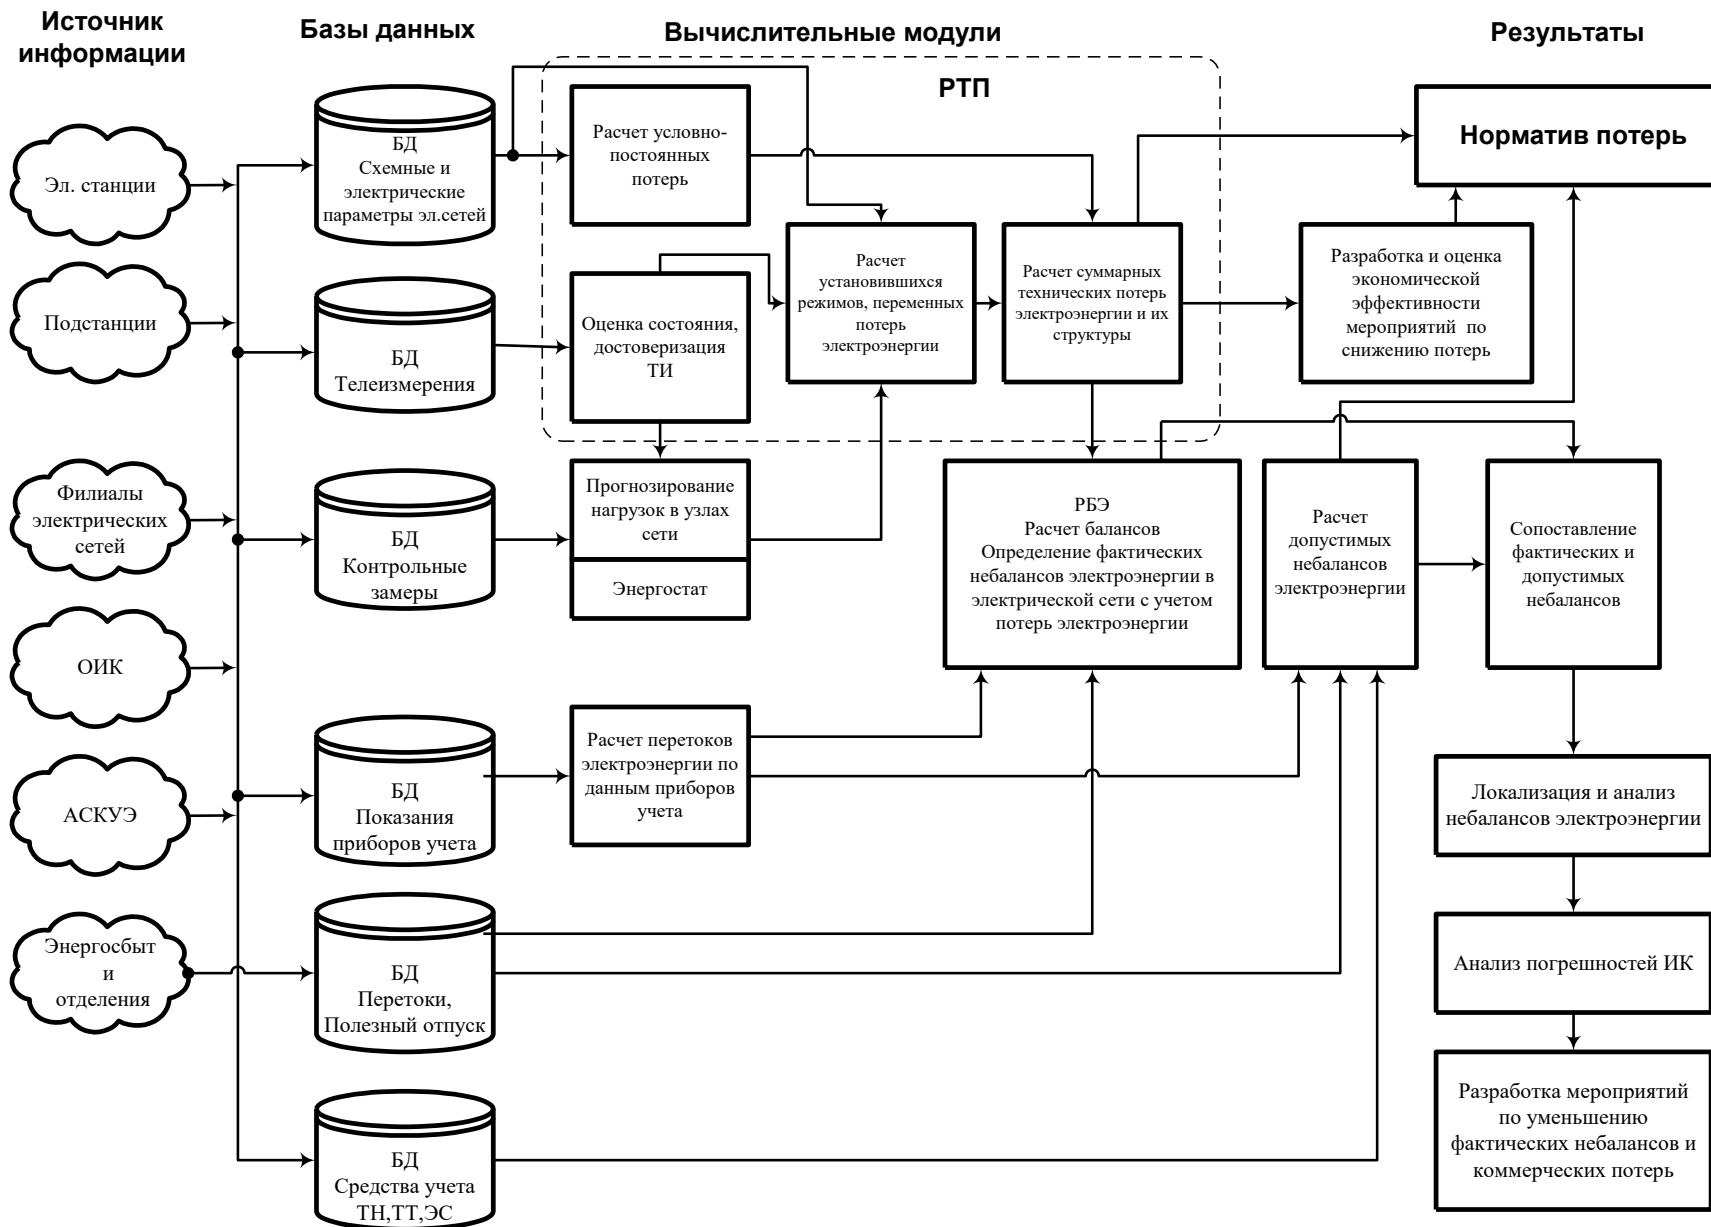 Источник
информации
Базы данных
Вычислительные модули
Результаты
РТП
Эл. станции
Подстанции
Филиалы
электрических
сетей
ОИК
АСКУЭ
Энергосбыт
и
отделения
БД
Схемные и
электрические
параметры эл.сетей
БД
Телеизмерения
БД
Контрольные
замеры
БД
Показания
приборов учета
БД
Перетоки,
Полезный отпуск
БД
Средства учета
ТН,ТТ,ЭС
Расчет условно-
постоянных
потерь
Оценка состояния,
достоверизация
ТИ
Прогнозирование
нагрузок в узлах
сети
Энергостат
Расчет перетоков
электроэнергии по
данным приборов
учета
Расчет
установившихся
режимов, переменных
потерь
электроэнергии
Расчет суммарных
технических потерь
электроэнергии и их
структуры
РБЭ
Расчет балансов
Определение фактических
небалансов электроэнергии в
электрической сети с учетом
потерь электроэнергии
Расчет
допустимых
небалансов
электроэнергии
Норматив потерь
Разработка и оценка
экономической
эффективности
мероприятий по
снижению потерь
Сопоставление
фактических и
допустимых
небалансов
Локализация и анализ
небалансов электроэнергии
Анализ погрешностей ИК
Разработка мероприятий
по уменьшению
фактических небалансов и
коммерческих потерь